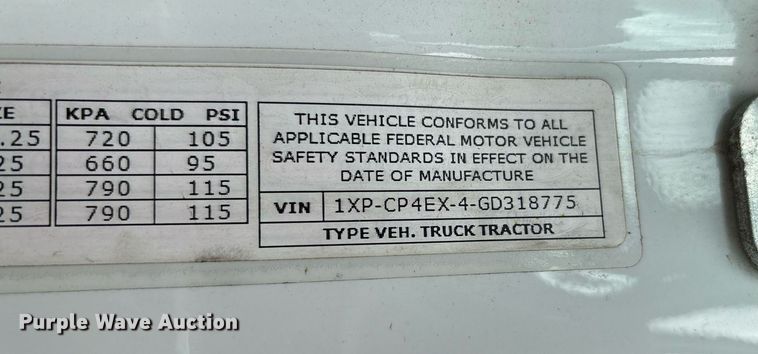 ZE
KPA COLD PSI
.25 720 105
25 660 95
25 790 115
25 790 115
THIS VEHICLE CONFORMS TO ALL
APPLICABLE FEDERAL MOTOR VEHICLE
SAFETY STANDARDS IN EFFECT ON THE
DATE OF MANUFACTURE
VIN 1XP-CP4EX-4-GD318775
TYPE VEH. TRUCK TRACTOR
Purple Wave Auction